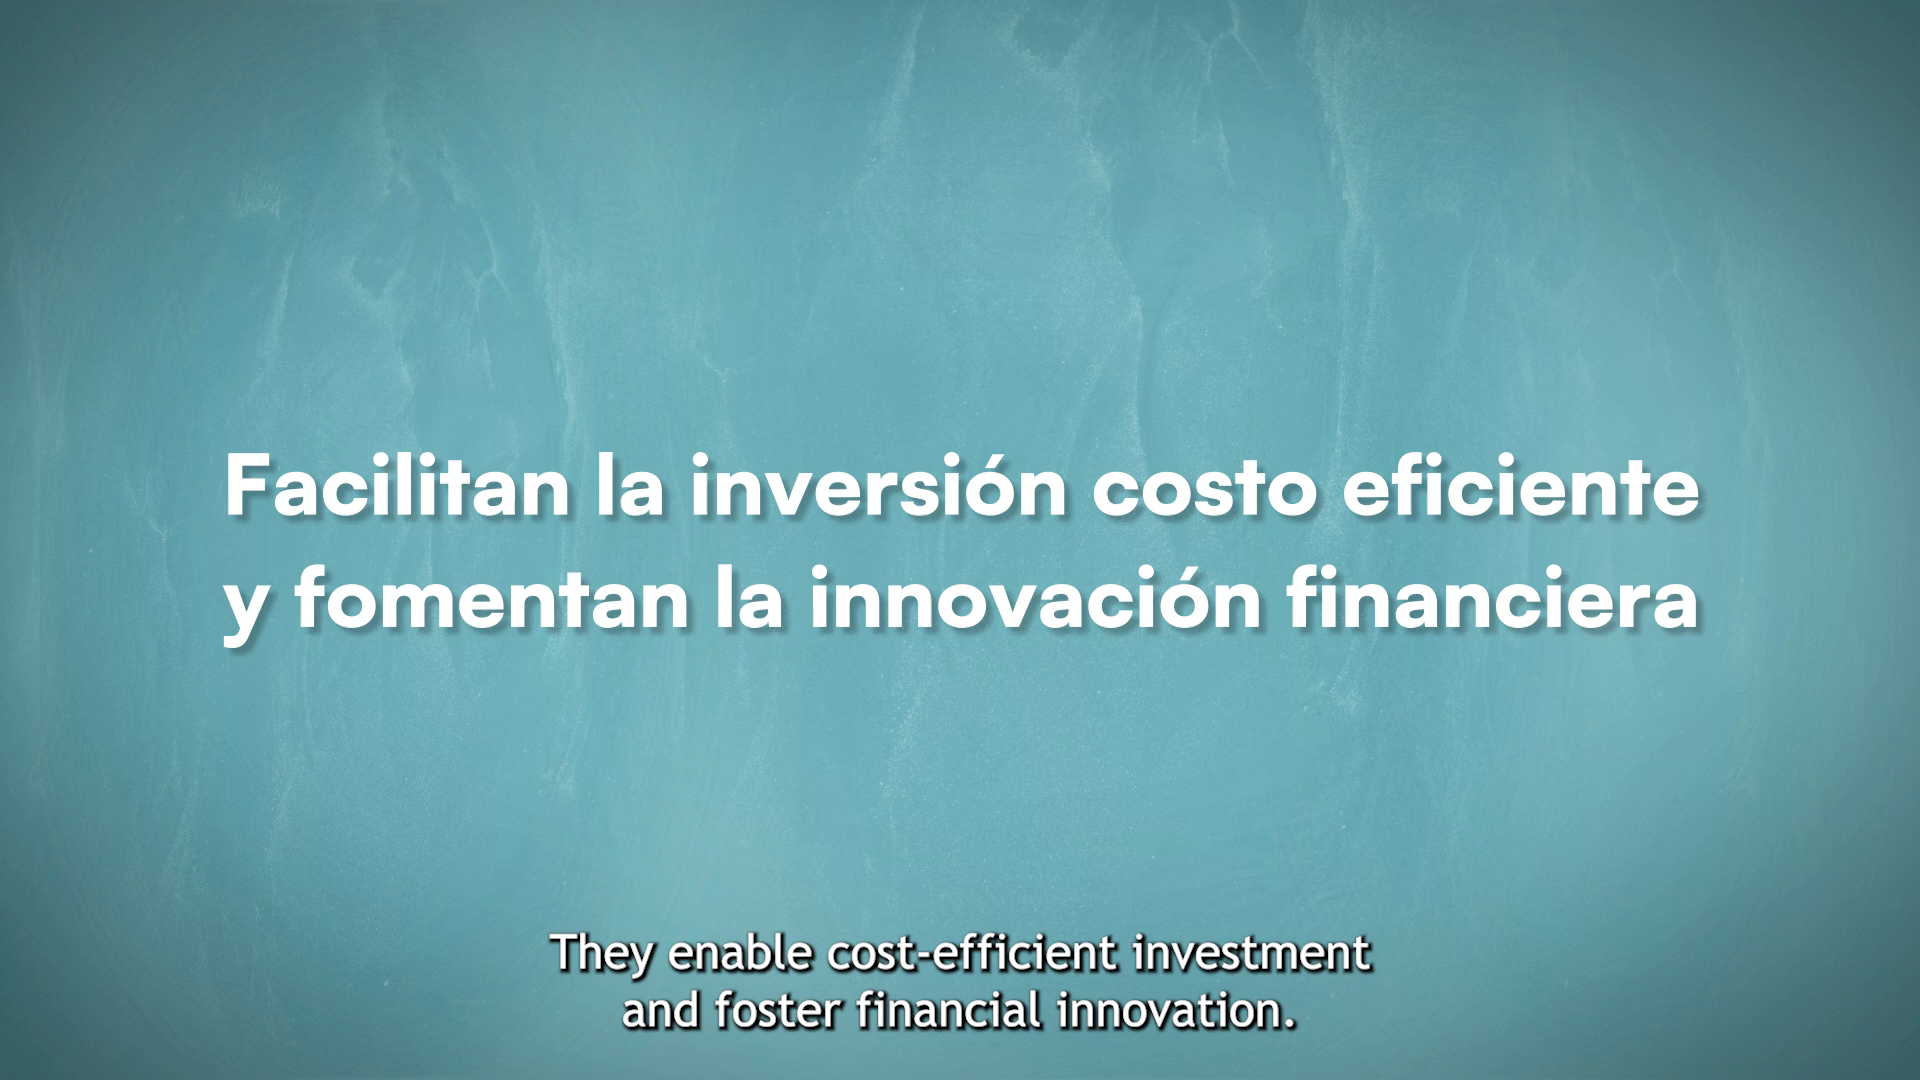 Facilitan la inversión costo eficiente
y fomentan la innovación financiera
They enable cost-efficient investment
and foster financial innovation.